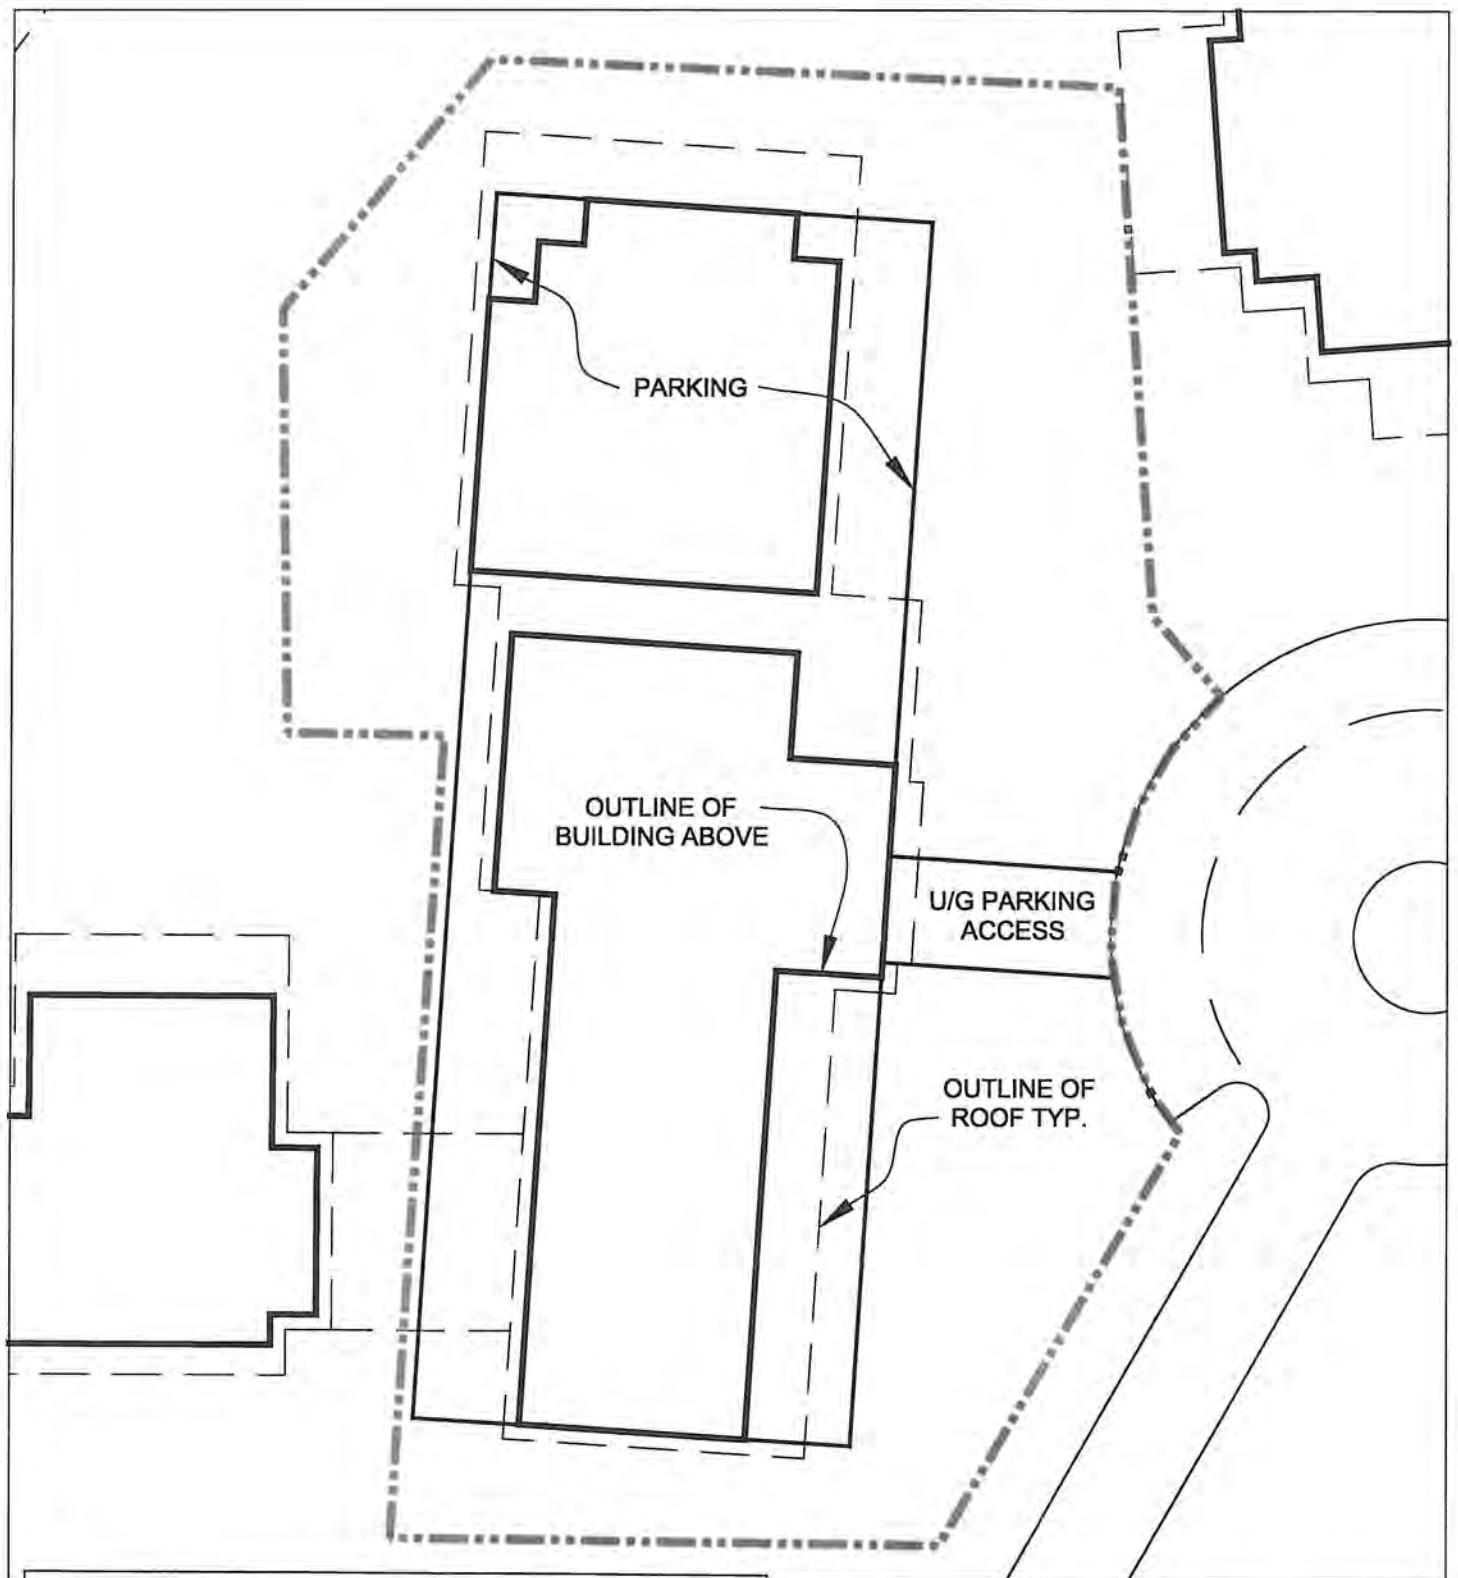 PARKING
OUTLINE OF
BUILDING ABOVE
U/G PARKING
ACCESS
OUTLINE OF
ROOF TYP.